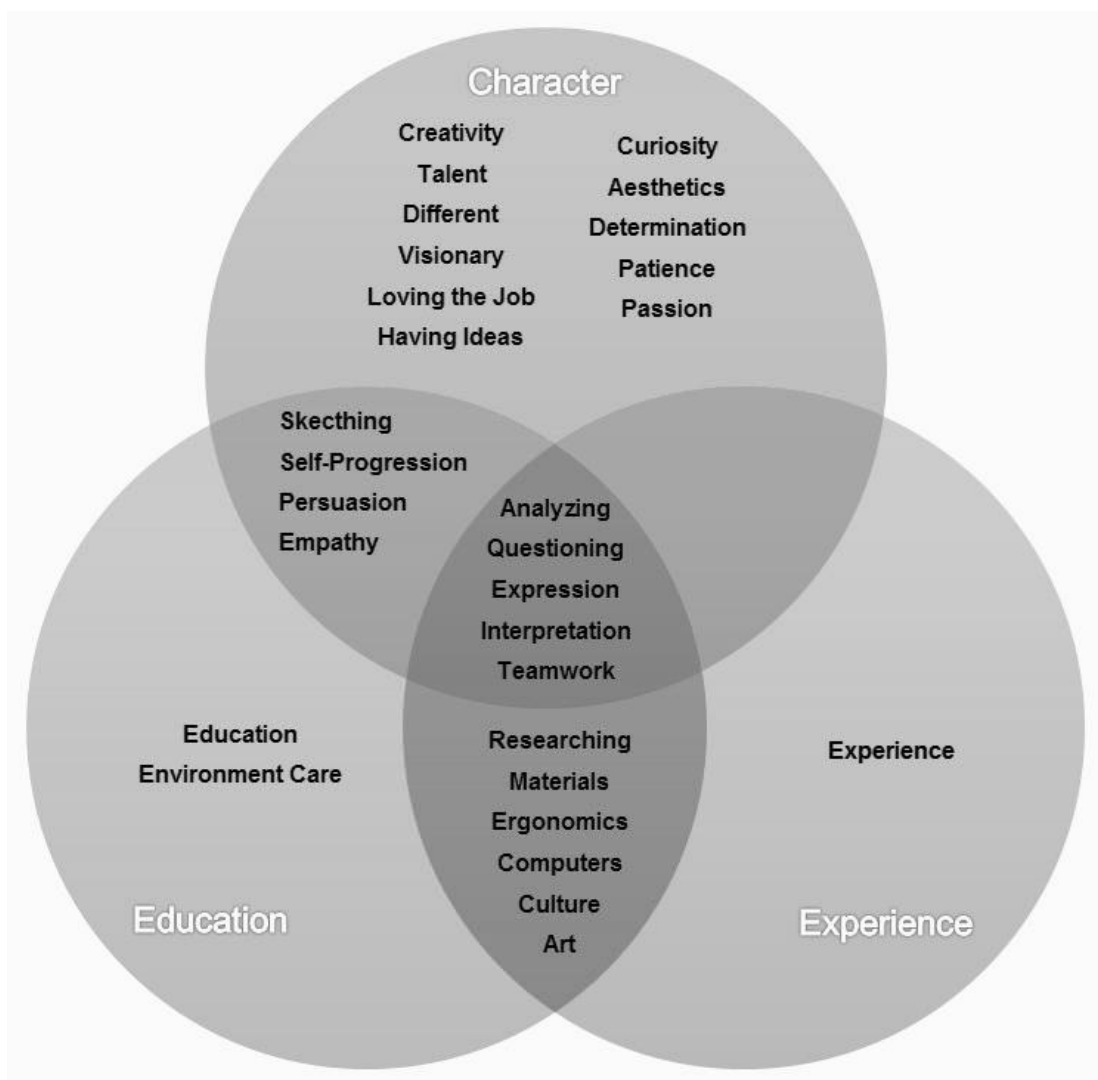 Character
Creativity
Talent
Different
Visionary
Loving the Job
Having Ideas
Curiosity
Aesthetics
Determination
Patience
Passion
Skecthing
Self-Progression
Persuasion
Empathy
Analyzing
Questioning
Expression
Interpretation
Teamwork
Education
Environment Care
Researching
Materials
Ergonomics
Computers
Culture
Art
Experience
Education
Experience